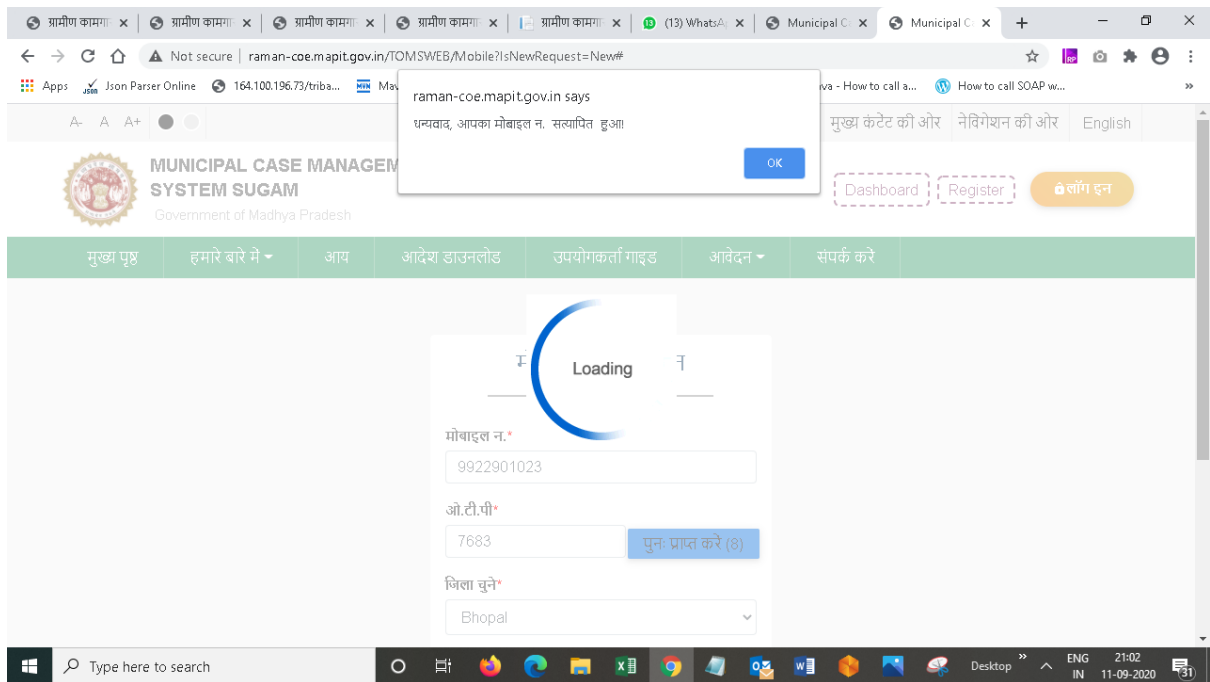 ग्रामीण कामगा
ग्रामीण कामगा
ग्रामीण कामगा
ग्रामीण कामगा
ग्रामीण कामगा
(13) WhatsA
Municipal C
Municipal C
Not secure | raman-coe.mapit.gov.in/TOMSWEB/Mobile?IsNewRequest=New#
Apps
Json Parser Online
164.100.196.73/triba...
How to call a...
How to call SOAP w...
»
raman-coe.mapit.gov.in says
धन्यवाद, आपका मोबाइल न. सत्यापित हुआ!
OK
A- A A+
मुख्य कंटेंट की ओर
नेविगेशन की ओर
English
MUNICIPAL CASE MANAGEM
SYSTEM SUGAM
Government of Madhya Pradesh
Dashboard
Register
लॉग इन
मुख्य पृष्ठ
हमारे बारे में
आय
आदेश डाउनलोड
उपयोगकर्ता गाइड
आवेदन
संपर्क करें
Loading
मोबाइल न.*
9922901023
ओ.टी.पी*
7683
पुनः प्राप्त करें (8)
जिला चुने*
Bhopal
Type here to search
Desktop
»
ENG
IN
21:02
11-09-2020
31